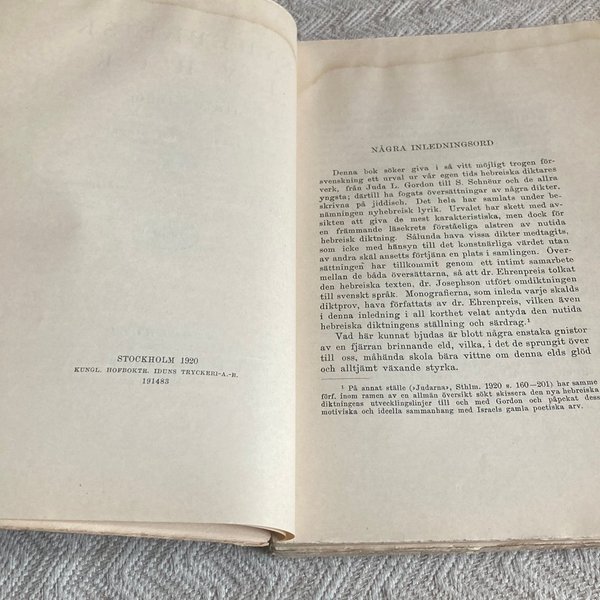 STOCKHOLM 1920
KUNGL. HOFBOKTR. IDUNS TRYCKERI-A.-B.
191483
NÅGRA INLEDNINGSORD
Denna bok söker giva i så vitt möjligt trogen för-
svenskning ett urval ur vår egen tids hebreiska diktares
verk, från Juda L. Gordon till S. Schnëur och de allra
yngsta; därtill ha fogats översättningar av några dikter,
skrivna på jiddisch. Det hela har samlats under be-
nämningen nyhebreisk lyrik. Urvalet har skett med av-
sikten att giva de mest karakteristiska, men dock för
en främmande läsekrets förståeliga alstren av nutida
hebreisk diktning. Sålunda hava vissa dikter medtagits,
som icke med hänsyn till det konstnärliga värdet utan
av andra skäl ansetts förtjäna en plats i samlingen. Över-
sättningen har tillkommit genom ett intimt samarbete
mellan de båda översättarna, så att dr. Ehrenpreis tolkat
den hebreiska texten, dr. Josephson utfört omdiktningen
till svenskt språk. Monografierna, som inleda varje skalds
diktprov, hava författats av dr. Ehrenpreis, vilken även
i denna inledning i all korthet velat antyda den nutida
hebreiska diktningens ställning och särdrag.¹
Vad här kunnat bjudas är blott några enstaka gnistor
av en fjärran brinnande eld, vilka, i det de sprungit över
till oss, måhända skola bära vittne om denna elds glöd
och alltjämt växande styrka.
¹ På annat ställe (»Judarna», Sthlm. 1920 s. 160—201) har samme
förf. inom ramen av en allmän översikt sökt skissera den nya hebreiska
diktningens utvecklingslinjer till och med Gordon och påpekat dess
motiviska och ideella sammanhang med Israels gamla poetiska arv.